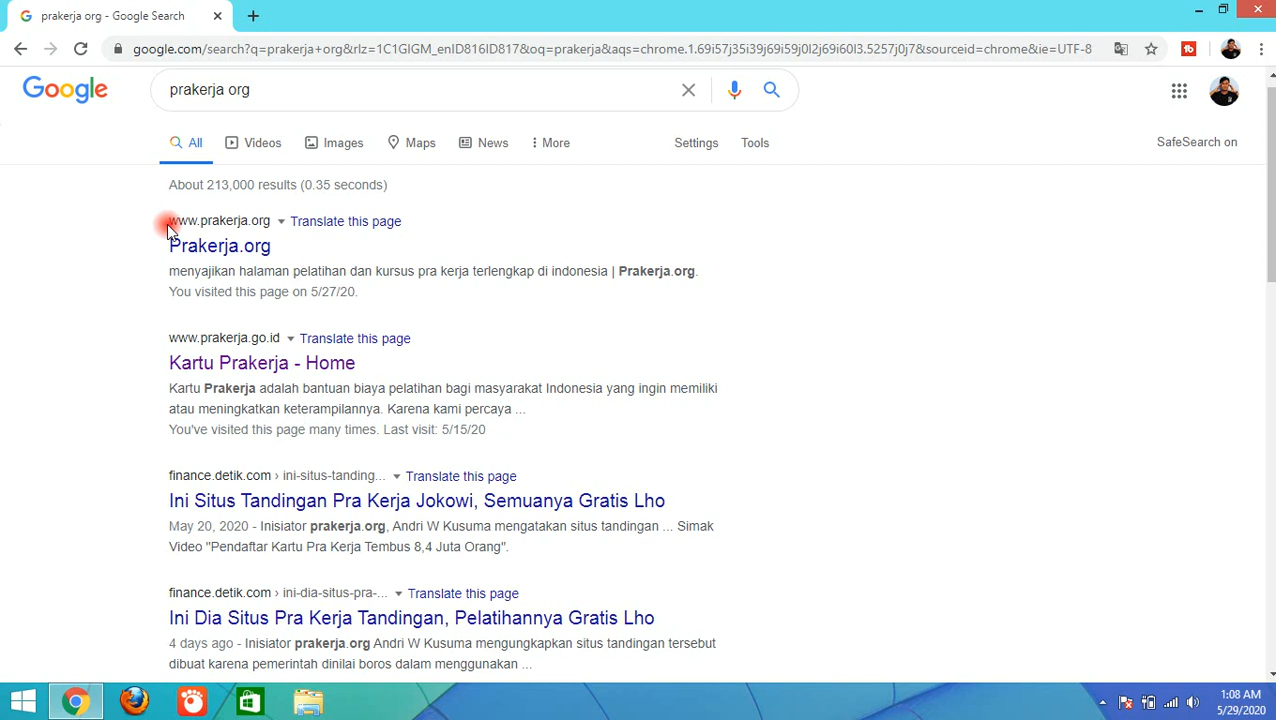 prakerja org - Google Search
google.com/search?q=prakerja+org&rlz=1C1GIGM_enID816ID817&oq=prakerja&aqs=chrome.1.69i57j35i39j69i59j0l2j69i60l3.5257j0j7&sourceid=chrome&ie=UTF-8
Google
prakerja org
All Videos Images Maps News More Settings Tools SafeSearch on
About 213,000 results (0.35 seconds)
www.prakerja.org Translate this page
Prakerja.org
menyajikan halaman pelatihan dan kursus pra kerja terlengkap di indonesia | Prakerja.org.
You visited this page on 5/27/20.
www.prakerja.go.id Translate this page
Kartu Prakerja - Home
Kartu Prakerja adalah bantuan biaya pelatihan bagi masyarakat Indonesia yang ingin memiliki
atau meningkatkan keterampilannya. Karena kami percaya ...
You've visited this page many times. Last visit: 5/15/20
finance.detik.com › ini-situs-tanding... Translate this page
Ini Situs Tandingan Pra Kerja Jokowi, Semuanya Gratis Lho
May 20, 2020 - Inisiator prakerja.org, Andri W Kusuma mengatakan situs tandingan ... Simak
Video "Pendaftar Kartu Pra Kerja Tembus 8,4 Juta Orang".
finance.detik.com › ini-dia-situs-pra-... Translate this page
Ini Dia Situs Pra Kerja Tandingan, Pelatihannya Gratis Lho
4 days ago - Inisiator prakerja.org Andri W Kusuma mengungkapkan situs tandingan tersebut
dibuat karena pemerintah dinilai boros dalam menggunakan ...
1:08 AM
5/29/2020